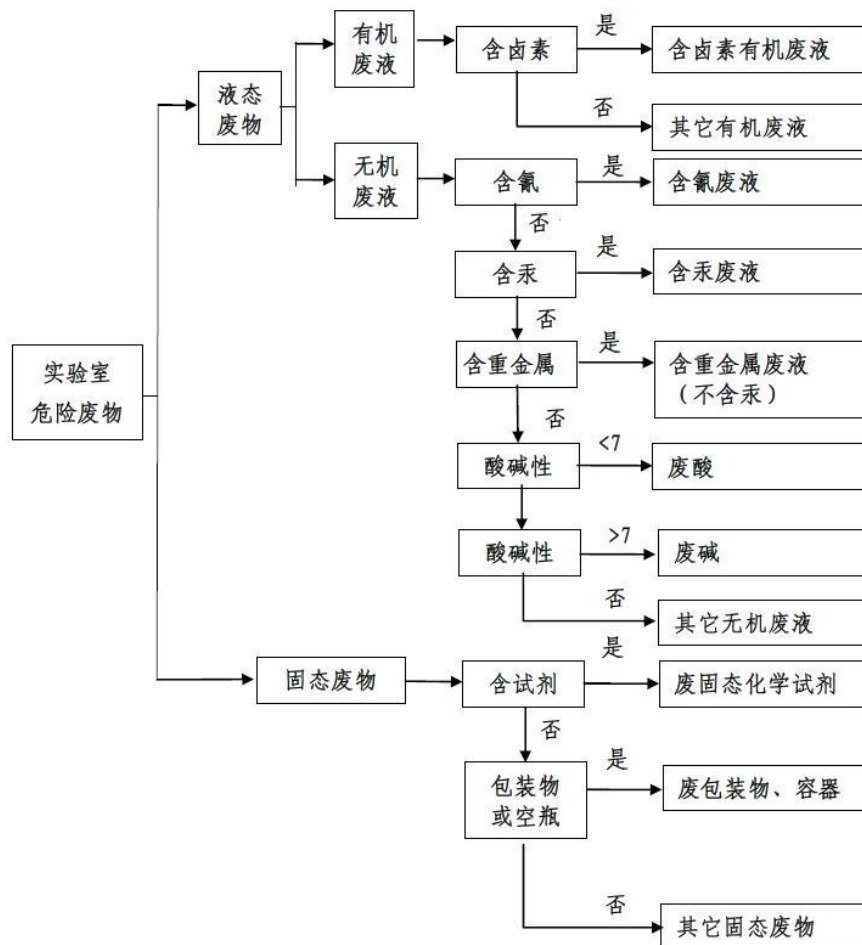 有机
废液
含卤素
是
含卤素有机废液
液态
废物
否
其它有机废液
无机
废液
含氰
是
含氰废液
否
含汞
是
含汞废液
否
实验室
危险废物
含重金属
是
含重金属废液
（不含汞）
否
酸碱性
<7
废酸
酸碱性
>7
废碱
否
其它无机废液
固态废物
含试剂
是
废固态化学试剂
否
包装物
或空瓶
是
废包装物、容器
否
其它固态废物